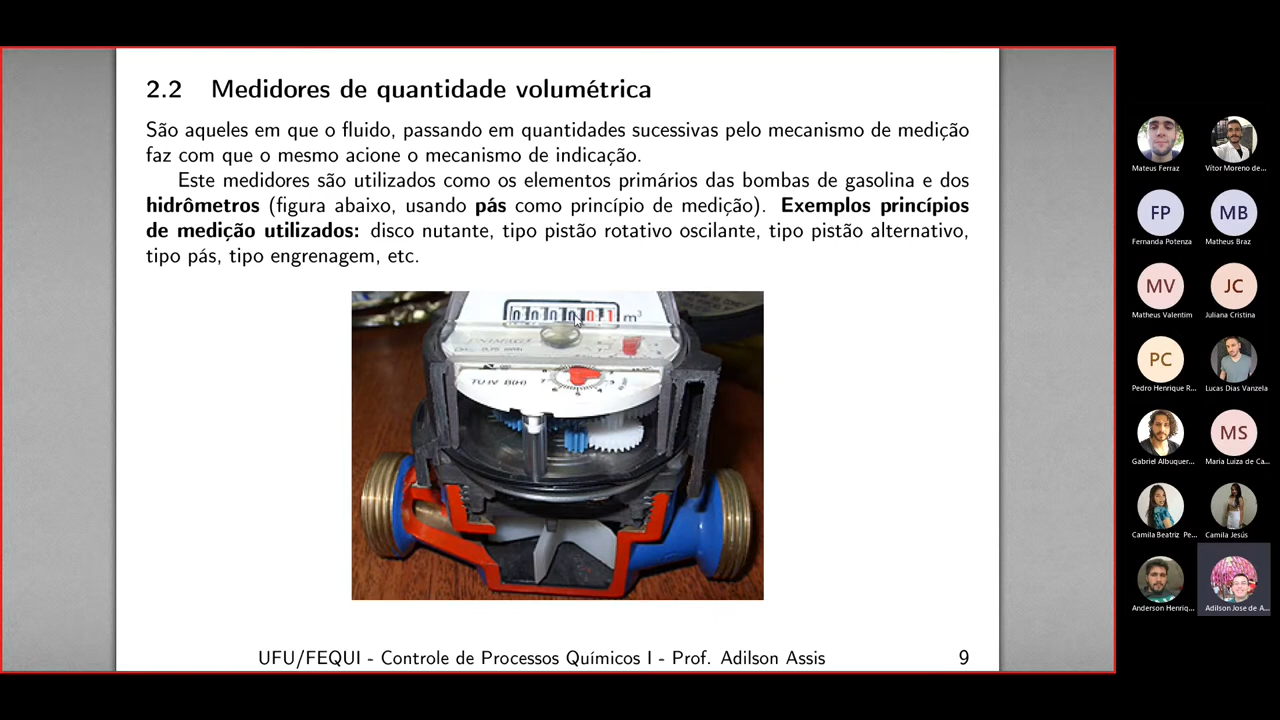 2.2 Medidores de quantidade volumétrica
São aqueles em que o fluido, passando em quantidades sucessivas pelo mecanismo de medição
faz com que o mesmo acione o mecanismo de indicação.
Este medidores são utilizados como os elementos primários das bombas de gasolina e dos
hidrômetros (figura abaixo, usando pás como princípio de medição). Exemplos princípios
de medição utilizados: disco nutante, tipo pistão rotativo oscilante, tipo pistão alternativo,
tipo pás, tipo engrenagem, etc.
m³
TU IV B(H)
UFU/FEQUI - Controle de Processos Químicos I - Prof. Adilson Assis 9
Mateus Ferraz
Vítor Moreno de...
FP
MB
Fernanda Potenza
Matheus Braz
MV
JC
Matheus Valentim
Juliana Cristina
PC
Pedro Henrique R...
Lucas Dias Vanzela
MS
Gabriel Albuquer...
Maria Luiza de Ca...
Camila Beatriz Pe...
Camila Jesús
Anderson Henriq...
Adilson Jose de A...